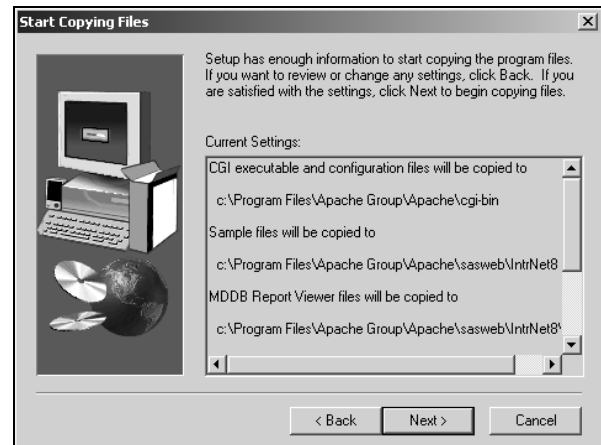 Start Copying Files
Setup has enough information to start copying the program files.
If you want to review or change any settings, click Back. If you
are satisfied with the settings, click Next to begin copying files.
Current Settings:
CGI executable and configuration files will be copied to
c:\Program Files\Apache Group\Apache\cgi-bin
Sample files will be copied to
c:\Program Files\Apache Group\Apache\sasweb\IntrNet8
MDDB Report Viewer files will be copied to
c:\Program Files\Apache Group\Apache\sasweb\IntrNet8\
< Back
Next >
Cancel